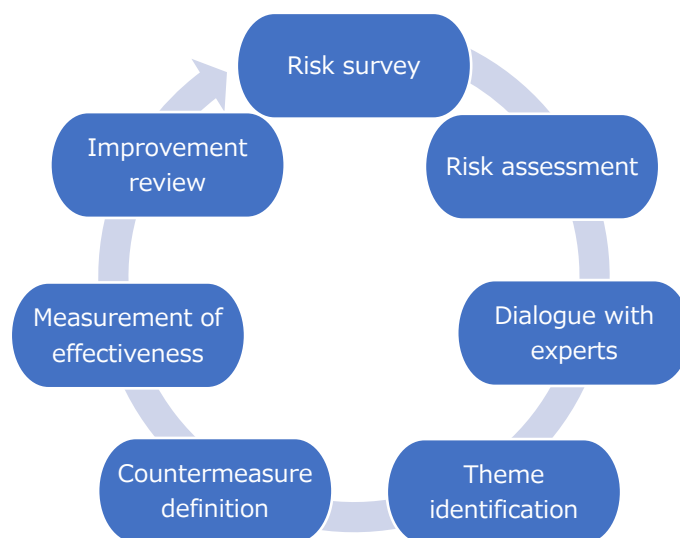 Risk survey
Risk assessment
Dialogue with
experts
Theme
identification
Countermeasure
definition
Measurement of
effectiveness
Improvement
review